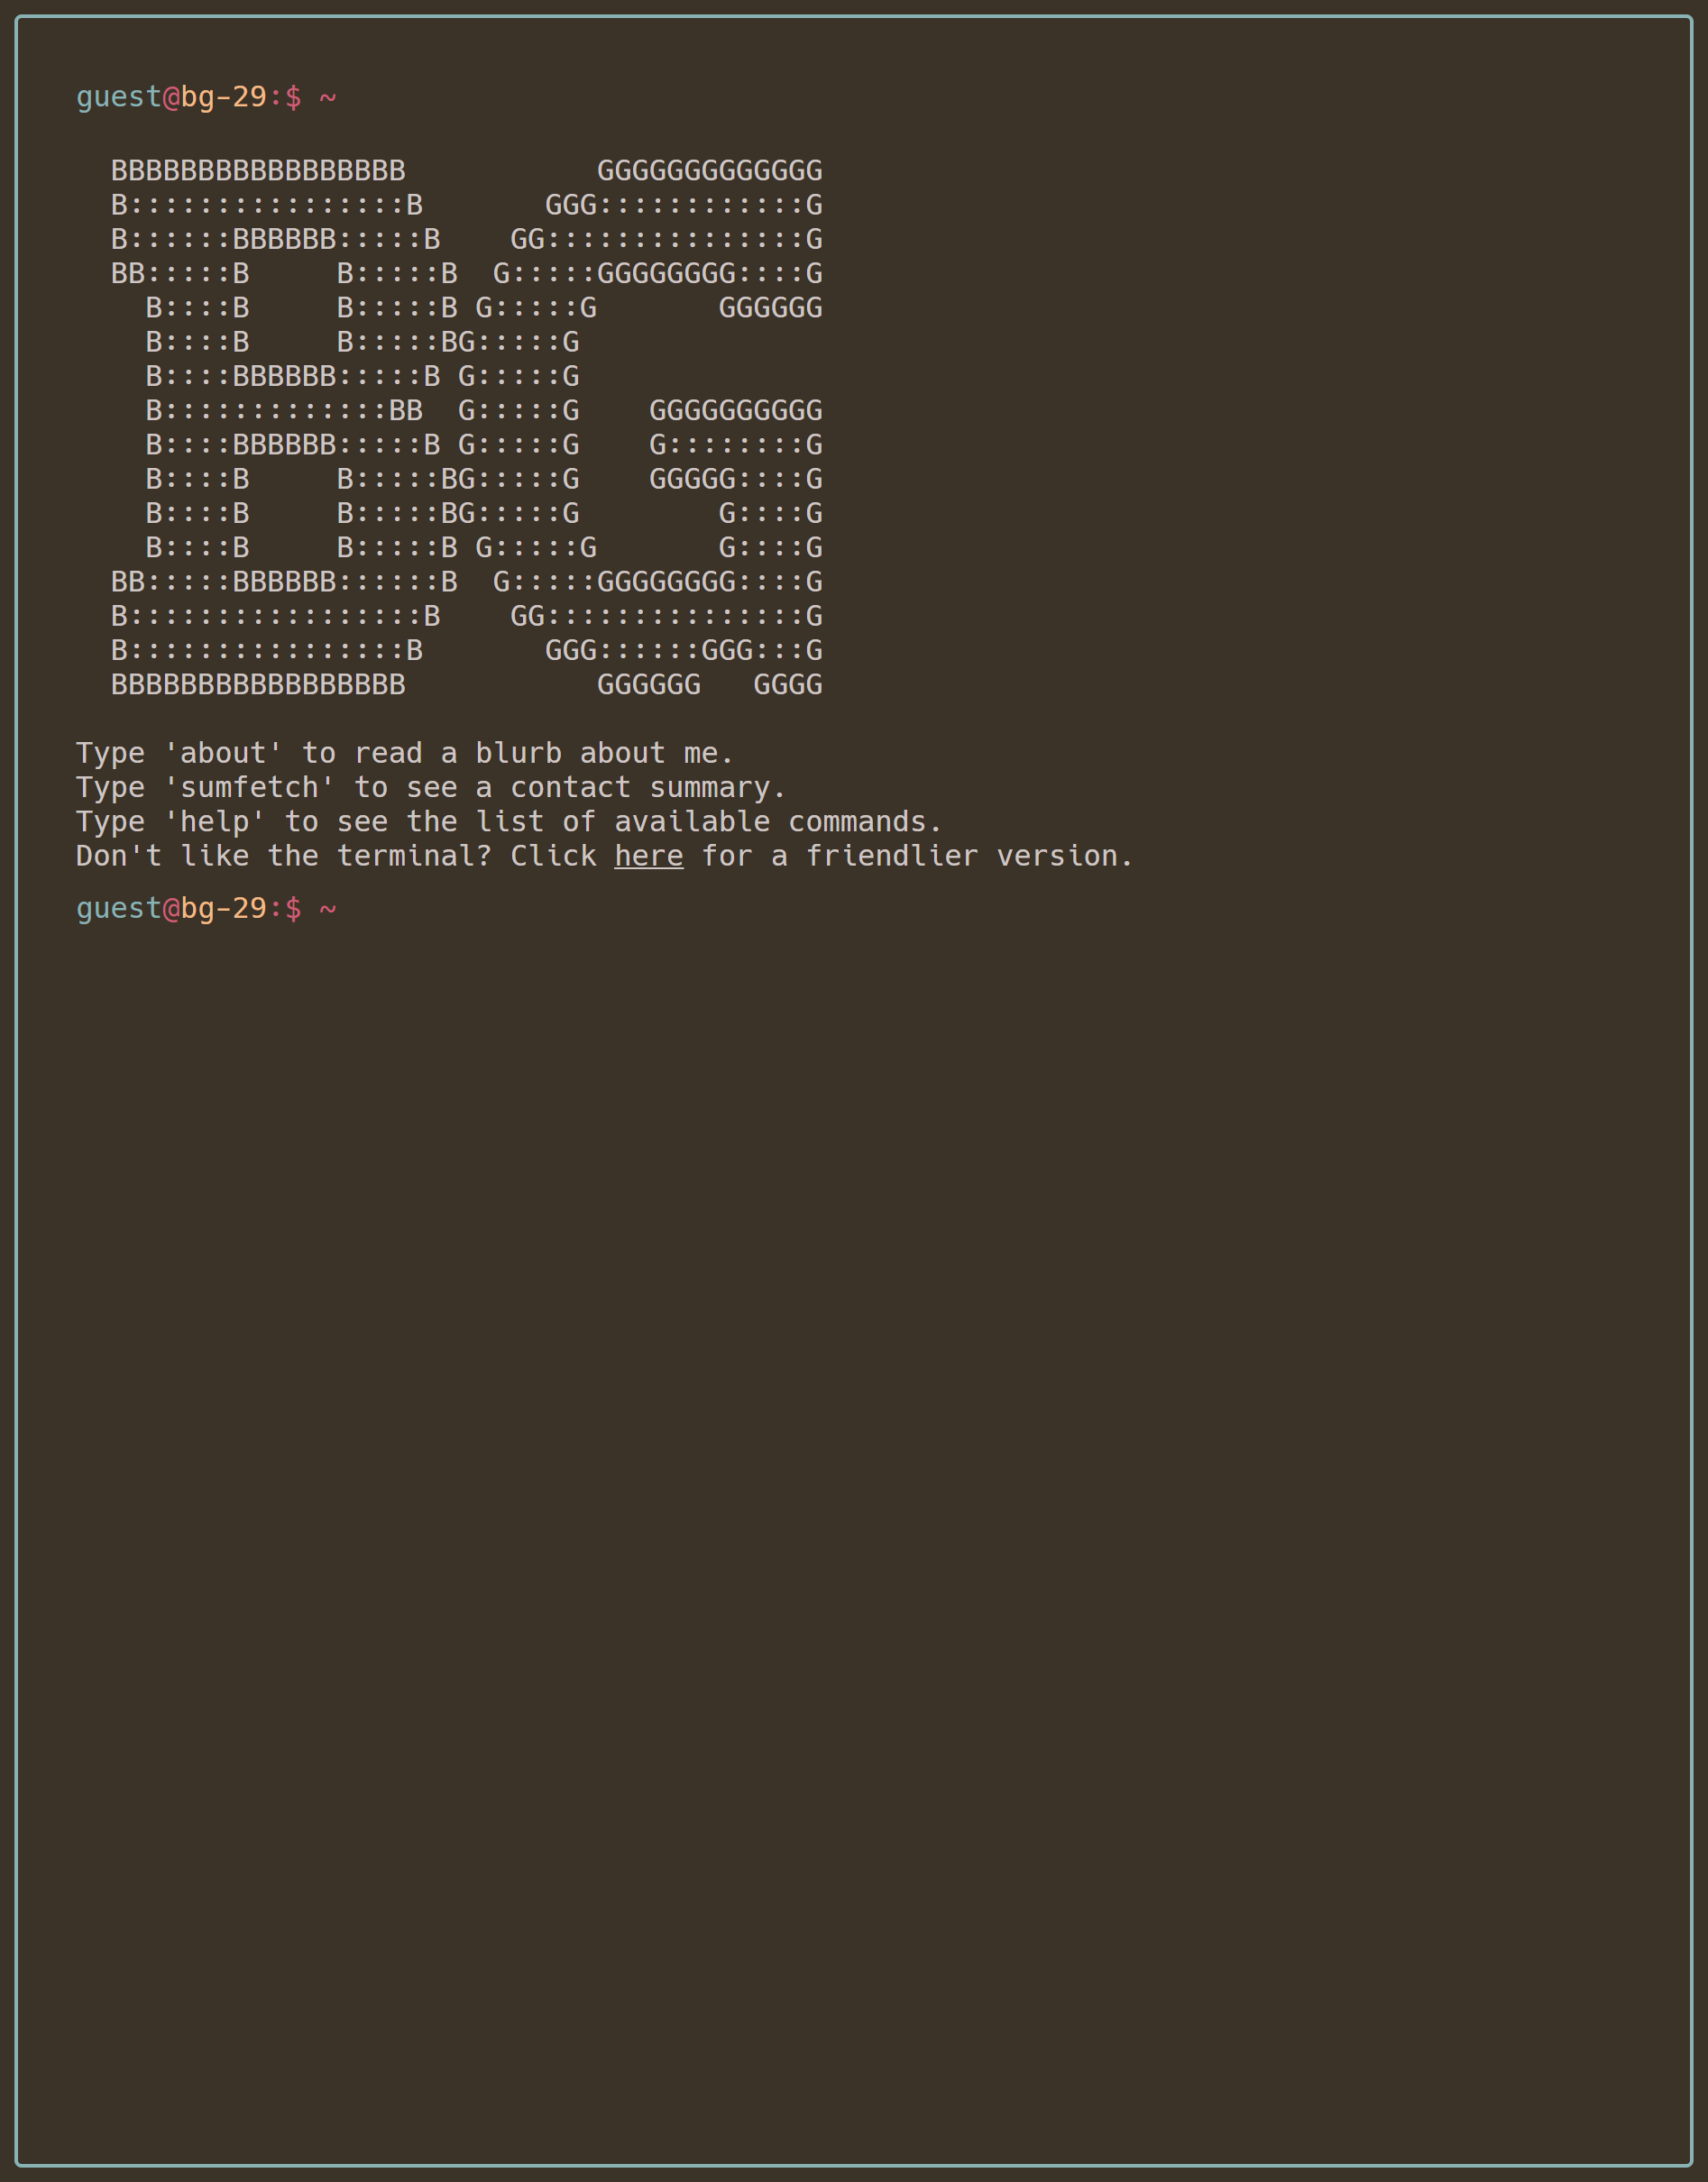 guest@bg-29:$ ~
  BBBBBBBBBBBBBBBBB           GGGGGGGGGGGGG
  B::::::::::::::::B       GGG::::::::::::G
  B::::::BBBBBB:::::B    GG:::::::::::::::G
  BB:::::B     B:::::B  G:::::GGGGGGGG::::G
    B::::B     B:::::B G:::::G       GGGGGG
    B::::B     B:::::BG:::::G
    B::::BBBBBB:::::B G:::::G
    B:::::::::::::BB  G:::::G    GGGGGGGGGG
    B::::BBBBBB:::::B G:::::G    G::::::::G
    B::::B     B:::::BG:::::G    GGGGG::::G
    B::::B     B:::::BG:::::G        G::::G
    B::::B     B:::::B G:::::G       G::::G
  BB:::::BBBBBB::::::B  G:::::GGGGGGGG::::G
  B:::::::::::::::::B    GG:::::::::::::::G
  B::::::::::::::::B       GGG::::::GGG:::G
  BBBBBBBBBBBBBBBBB           GGGGGG   GGGG
Type 'about' to read a blurb about me.
Type 'sumfetch' to see a contact summary.
Type 'help' to see the list of available commands.
Don't like the terminal? Click here for a friendlier version.
guest@bg-29:$ ~